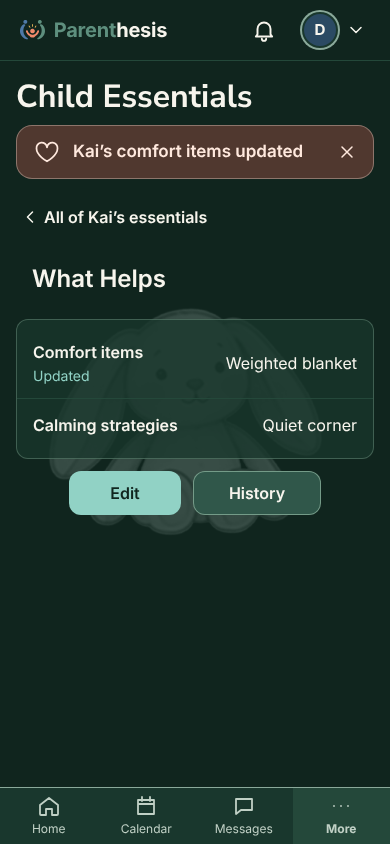 Parenthesis
D
Child Essentials
Kai’s comfort items updated
All of Kai’s essentials
What Helps
Comfort items
Updated
Weighted blanket
Calming strategies
Quiet corner
Edit
History
Home
Calendar
Messages
More